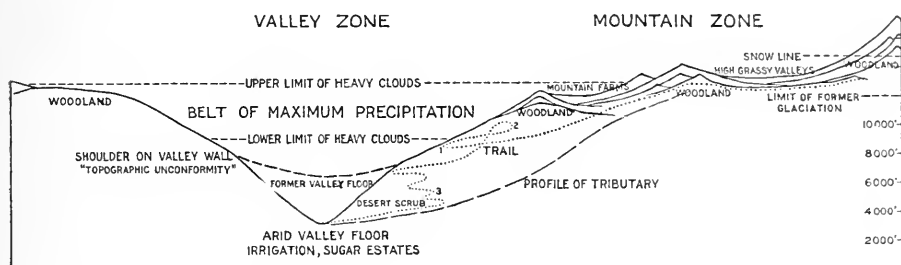 VALLEY ZONE
MOUNTAIN ZONE
SNOW LINE
HIGH GRASSY VALLEYS
WOODLAND
UPPER LIMIT OF HEAVY CLOUDS
MOUNTAIN FARMS
WOODLAND
WOODLAND
LIMIT OF FORMER
GLACIATION
BELT OF MAXIMUM PRECIPITATION
WOODLAND
10000'
LOWER LIMIT OF HEAVY CLOUDS
2
1
TRAIL
8000'
SHOULDER ON VALLEY WALL
"TOPOGRAPHIC UNCONFORMITY"
FORMER VALLEY FLOOR
3
PROFILE OF TRIBUTARY
6000'
DESERT SCRUB
4000'
ARID VALLEY FLOOR
IRRIGATION, SUGAR ESTATES
2000'